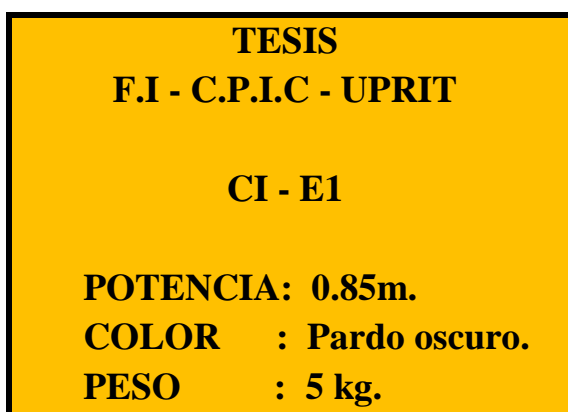 TESIS
F.I - C.P.I.C - UPRIT
CI - E1
POTENCIA: 0.85m.
COLOR : Pardo oscuro.
PESO : 5 kg.